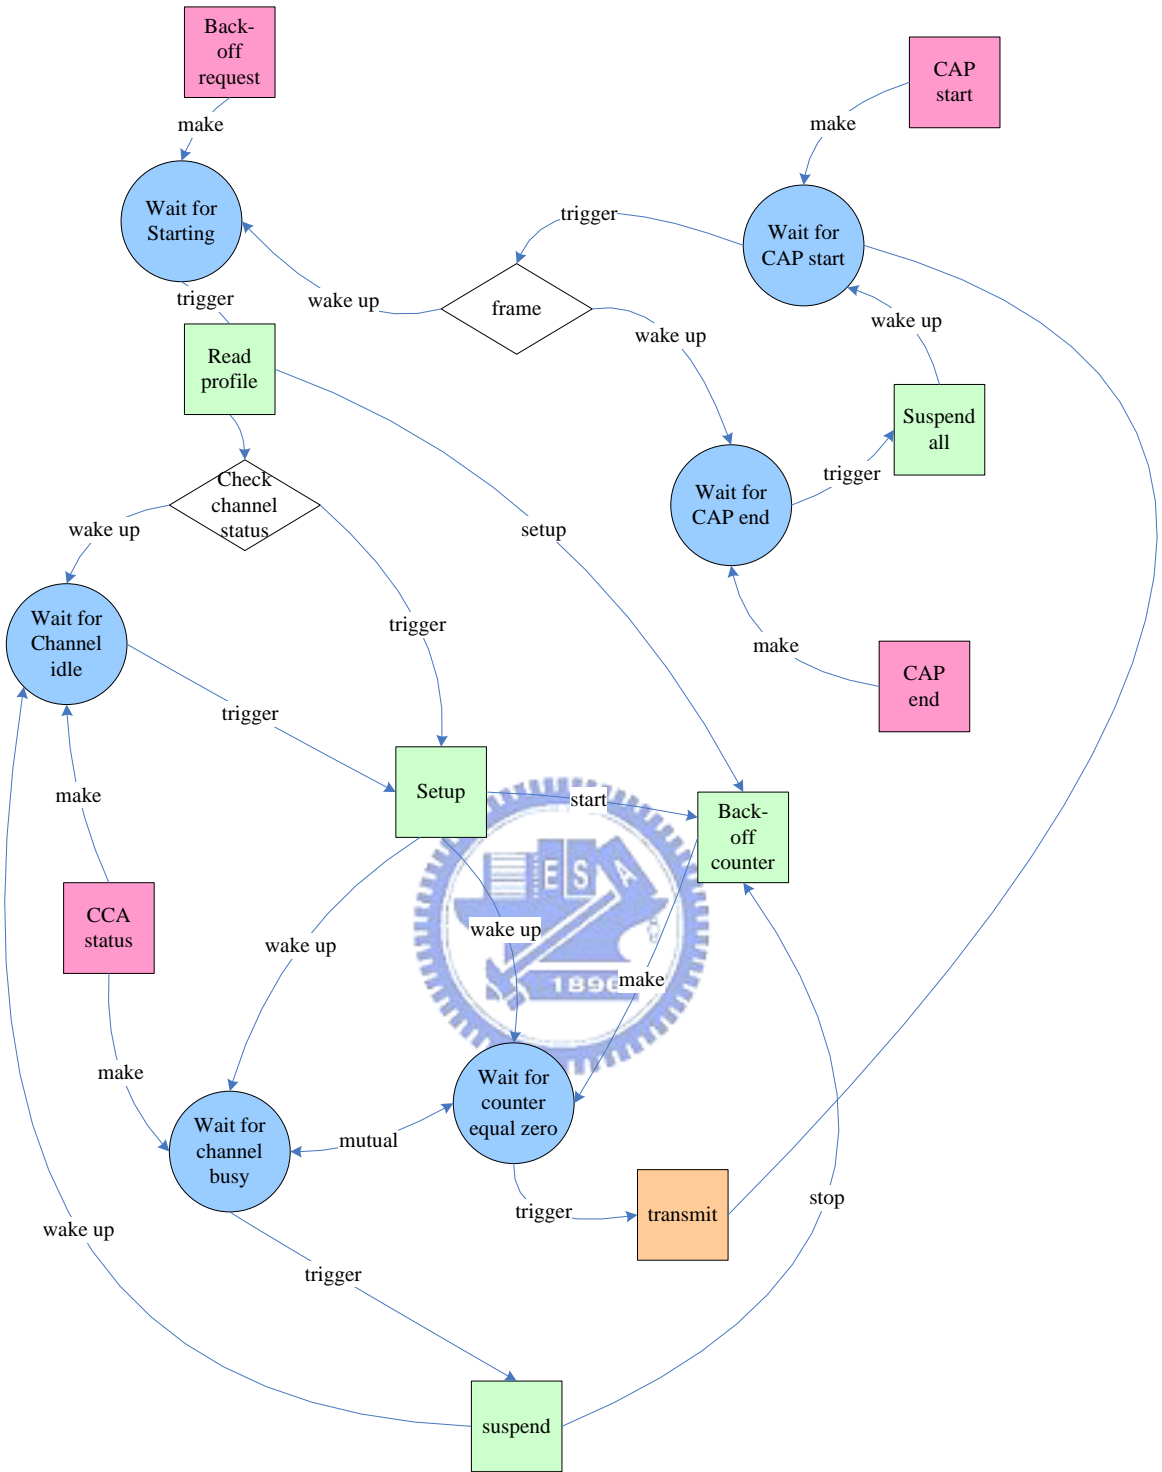 Back-
off
request
CAP
start
make
make
Wait for
Starting
trigger
Wait for
CAP start
trigger
wake up
frame
wake up
wake up
Read
profile
Suspend
all
Check
channel
status
trigger
Wait for
CAP end
wake up
setup
Wait for
Channel
idle
trigger
make
CAP
end
trigger
Setup
start
make
Back-
off
counter
ESA
CCA
status
wake up
wake up
1896
make
make
Wait for
counter
equal zero
Wait for
channel
busy
mutual
trigger
transmit
stop
wake up
trigger
suspend